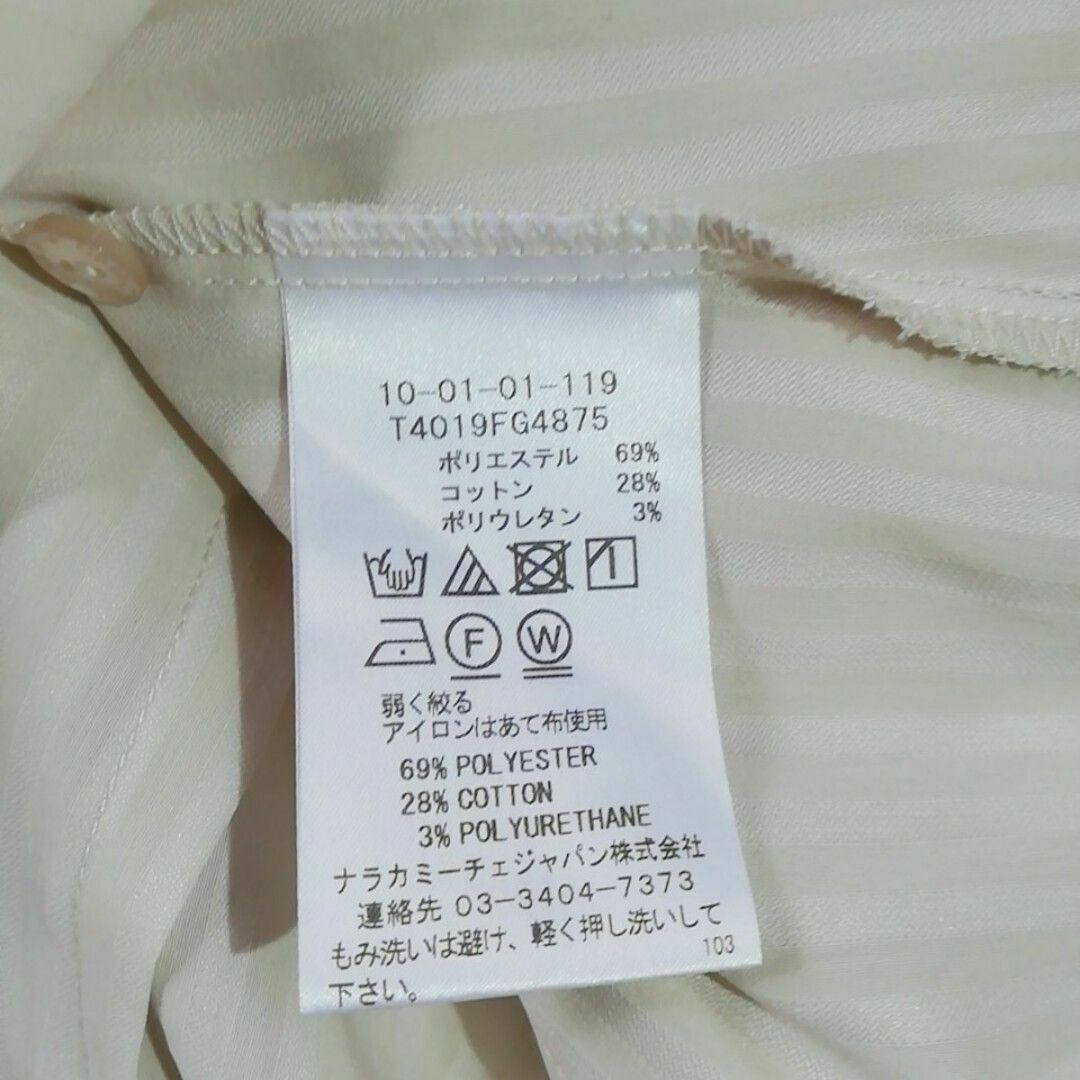 10-01-01-119
T4019FG4875
ポリエステル 69%
コットン 28%
ポリウレタン 3%
F W
弱く絞る
アイロンはあて布使用
69% POLYESTER
28% COTTON
3% POLYURETHANE
ナラカミーチェジャパン株式会社
連絡先 03-3404-7373
もみ洗いは避け、軽く押し洗いして
下さい。
103